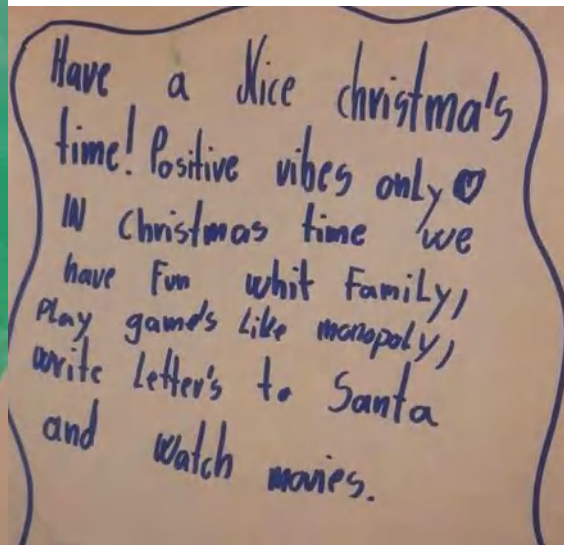 Have a Nice christma's
time! Positive vibes only ♡
IN Christmas time we
have Fun whit Family,
Play game's Like monopoly,
write Letter's to Santa
and watch movies.